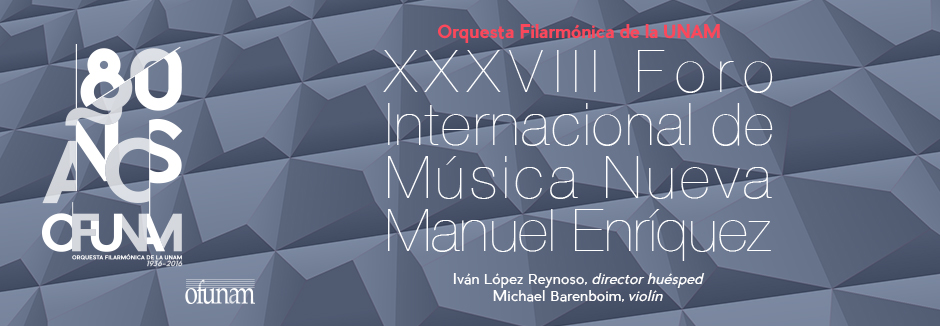 80
AÑOS
OFUNAM
ORQUESTA FILARMÓNICA DE LA UNAM
1936-2016
ofunam
Orquesta Filarmónica de la UNAM
XXXVIII Foro
Internacional de
Música Nueva
Manuel Enríquez
Iván López Reynoso, director huésped
Michael Barenboim, violín